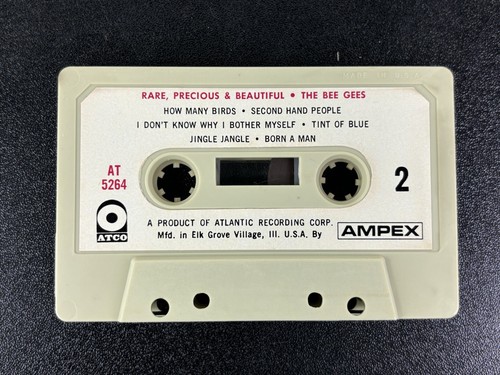 RARE, PRECIOUS & BEAUTIFUL • THE BEE GEES
HOW MANY BIRDS • SECOND HAND PEOPLE
I DON'T KNOW WHY I BOTHER MYSELF • TINT OF BLUE
JINGLE JANGLE • BORN A MAN
AT
5264
2
ATCO
A PRODUCT OF ATLANTIC RECORDING CORP.
Mfd. in Elk Grove Village, Ill. U.S.A. By
AMPEX